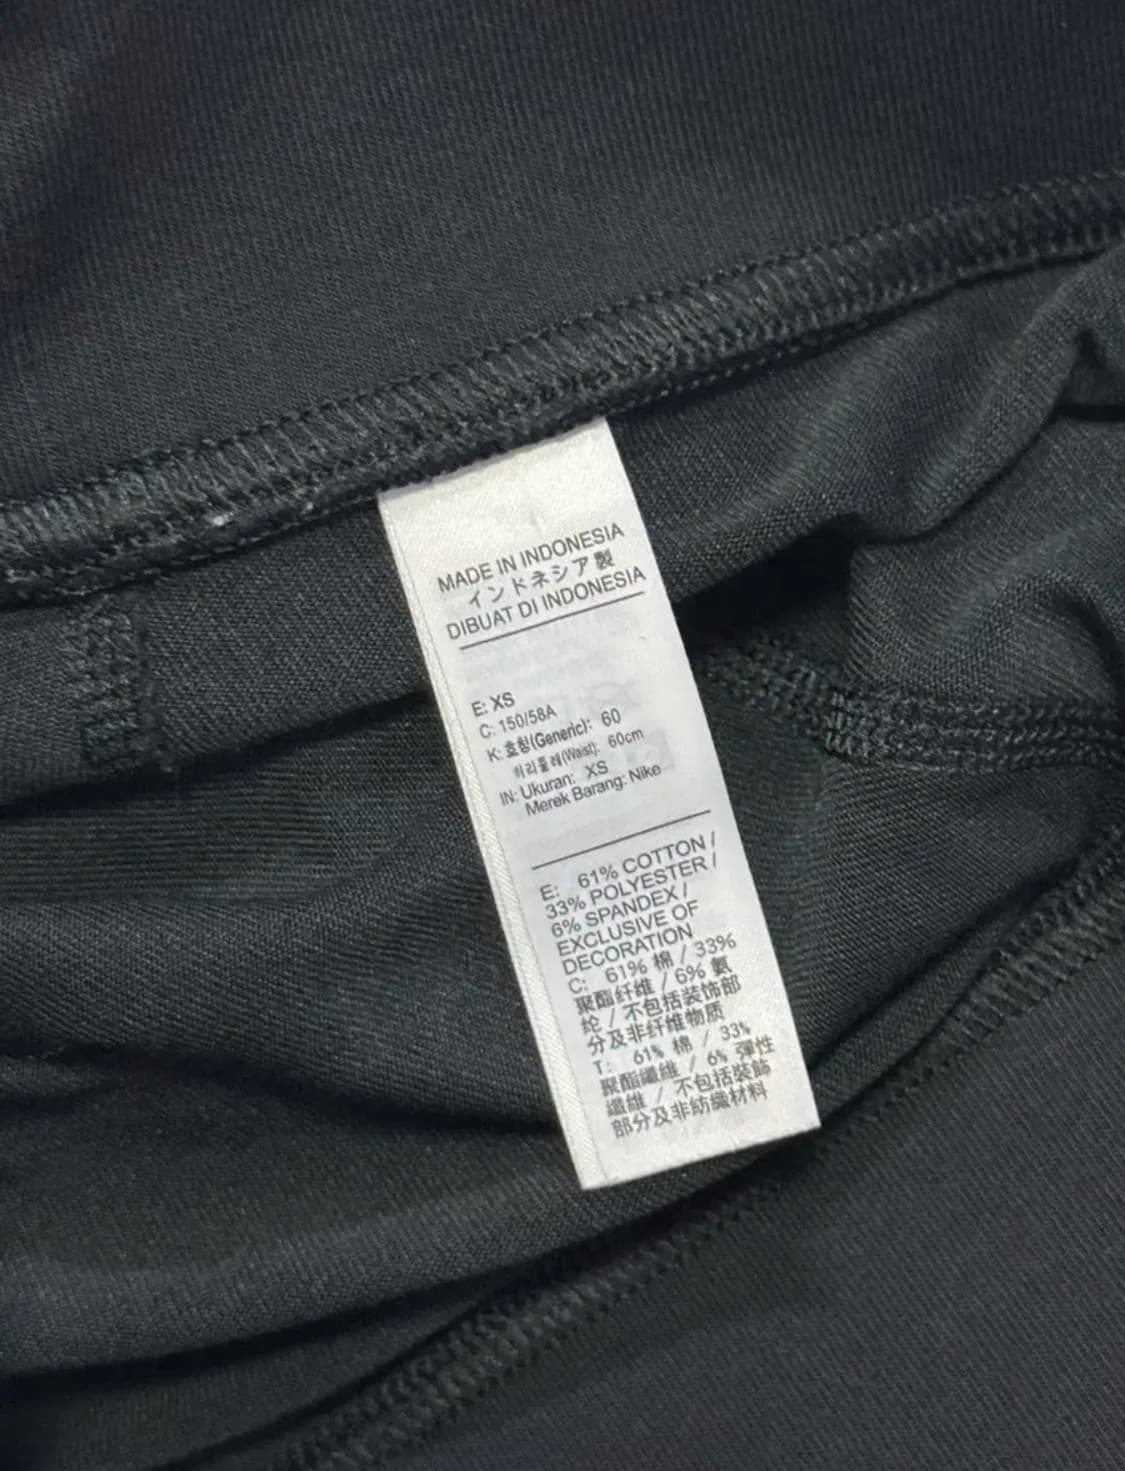 MADE IN INDONESIA
インドネシア製
DIBUAT DI INDONESIA
E: XS
C: 150/58A
K: 호칭(Generic): 60
허리둘레(Waist): 60cm
IN: Ukuran: XS
Merek Barang: Nike
E: 61% COTTON /
33% POLYESTER /
6% SPANDEX /
EXCLUSIVE OF
DECORATION
C: 61% 棉 / 33%
聚酯纤维 / 6% 氨
纶 / 不包括装饰部
分及非纤维物质
T: 61% 棉 / 33%
聚酯纖維 / 6% 彈性
纖維 / 不包括裝飾
部分及非紡織材料